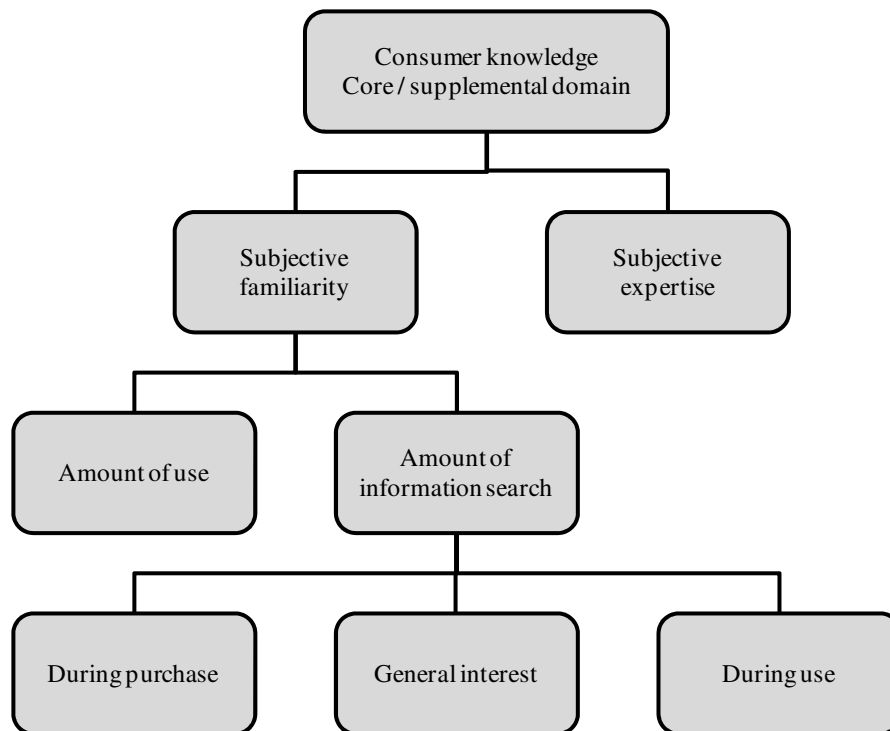 Consumer knowledge
Core / supplemental domain
Subjective
familiarity
Subjective
expertise
Amount of use
Amount of
information search
During purchase
General interest
During use